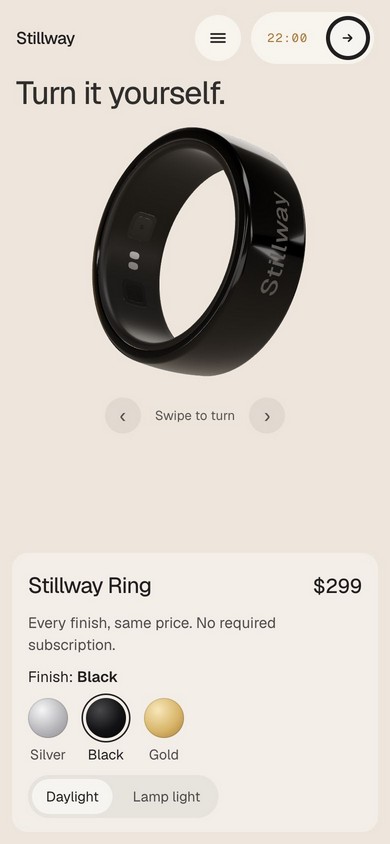 Stillway
22:00
Turn it yourself.
Stillway
Swipe to turn
Stillway Ring
$299
Every finish, same price. No required
subscription.
Finish: Black
Silver
Black
Gold
Daylight
Lamp light